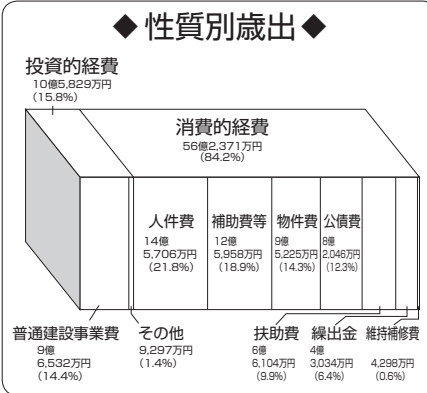 ◆ 性質別歳出 ◆
投資的経費
10億5,829万円
(15.8%)
消費的経費
56億2,371万円
(84.2%)
人件費
14億
5,706万円
(21.8%)
補助費等
12億
5,958万円
(18.9%)
物件費
9億
5,225万円
(14.3%)
公債費
8億
2,046万円
(12.3%)
普通建設事業費
9億
6,532万円
(14.4%)
その他
9,297万円
(1.4%)
扶助費
6億
6,104万円
(9.9%)
繰出金
4億
3,034万円
(6.4%)
維持補修費
4,298万円
(0.6%)